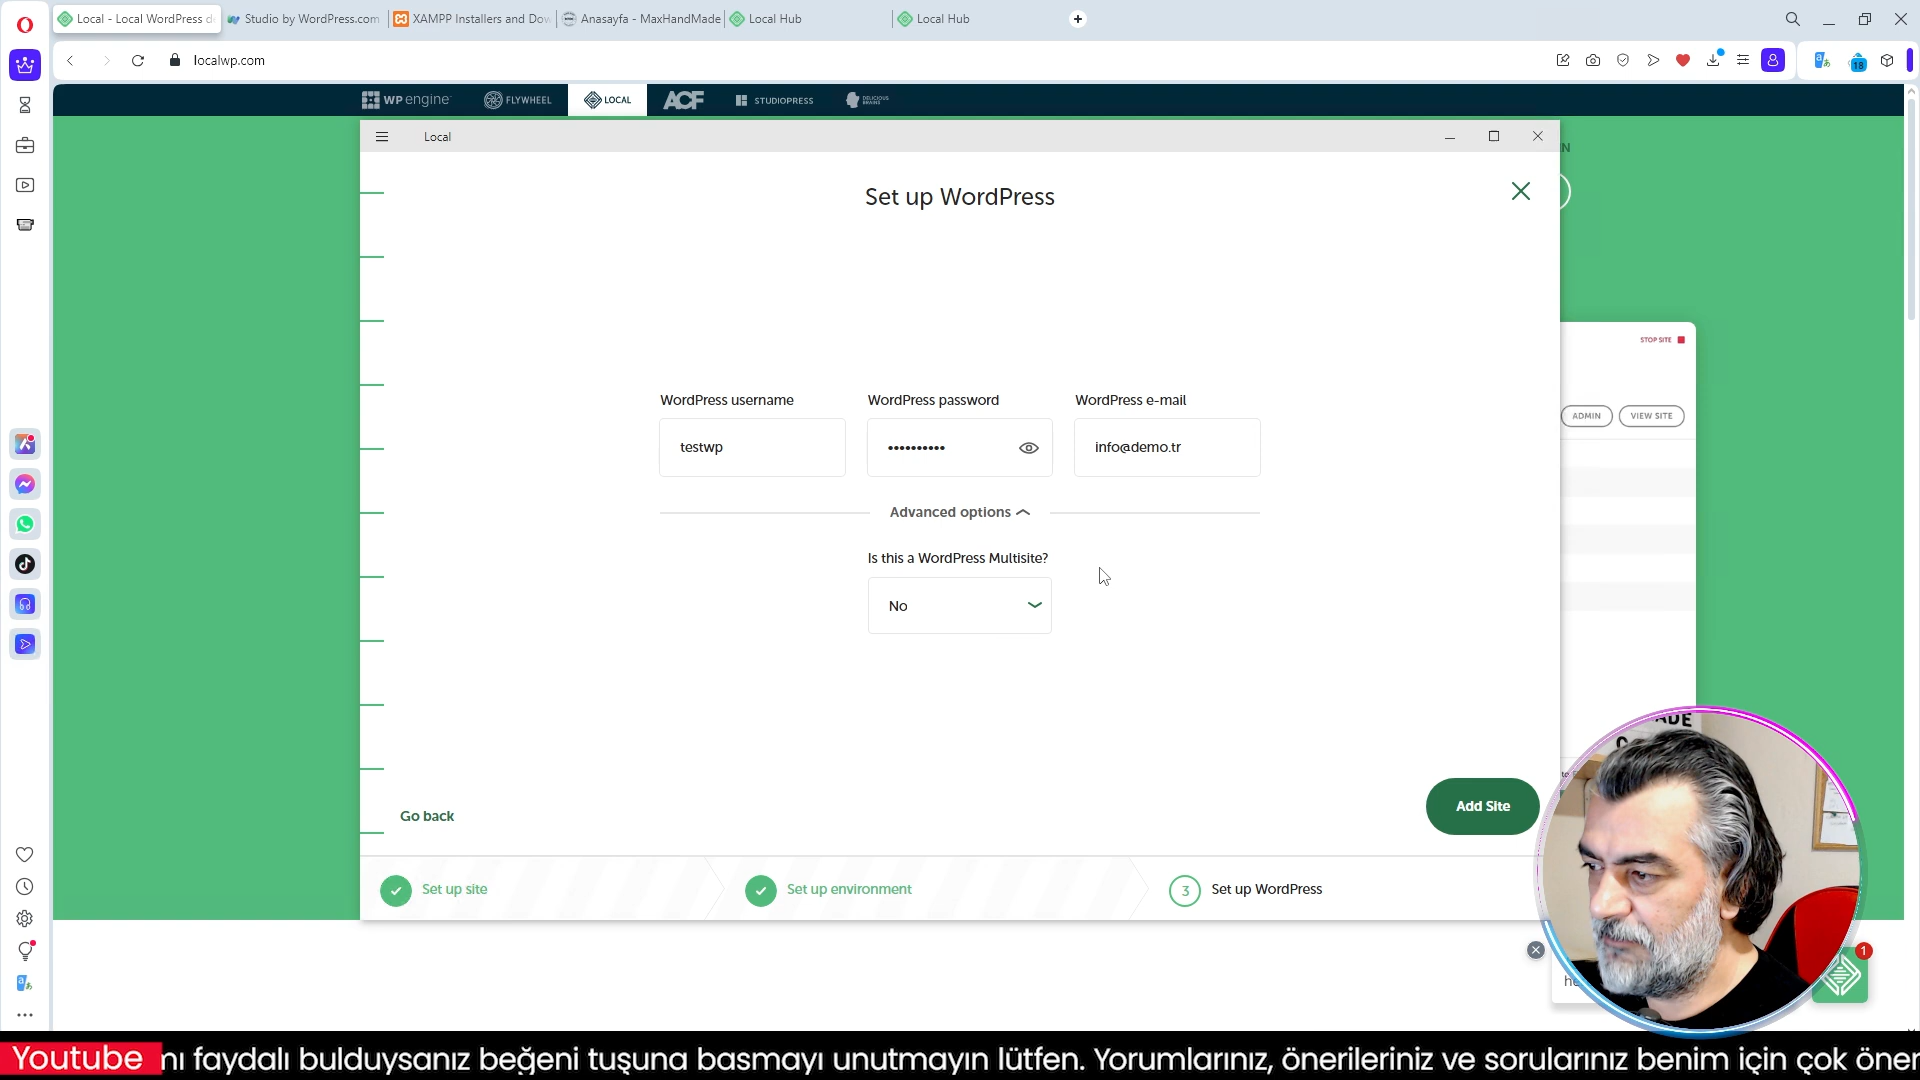 Local - Local WordPress d
Studio by WordPress.com
XAMPP Installers and Dow
Anasayfa - MaxHandMade
Local Hub
Local Hub
localwp.com
18
WP engine
FLYWHEEL
LOCAL
ACF
STUDIOPRESS
DELICIOUS BRAINS
Local
Set up WordPress
STOP SITE
ADMIN
VIEW SITE
WordPress username
WordPress password
WordPress e-mail
testwp
••••••••••
info@demo.tr
Advanced options
Is this a WordPress Multisite?
No
Go back
Add Site
Set up site
Set up environment
3
Set up WordPress
1
Youtube
nı faydalı bulduysanız beğeni tuşuna basmayı unutmayın lütfen. Yorumlarınız, önerileriniz ve sorularınız benim için çok öner